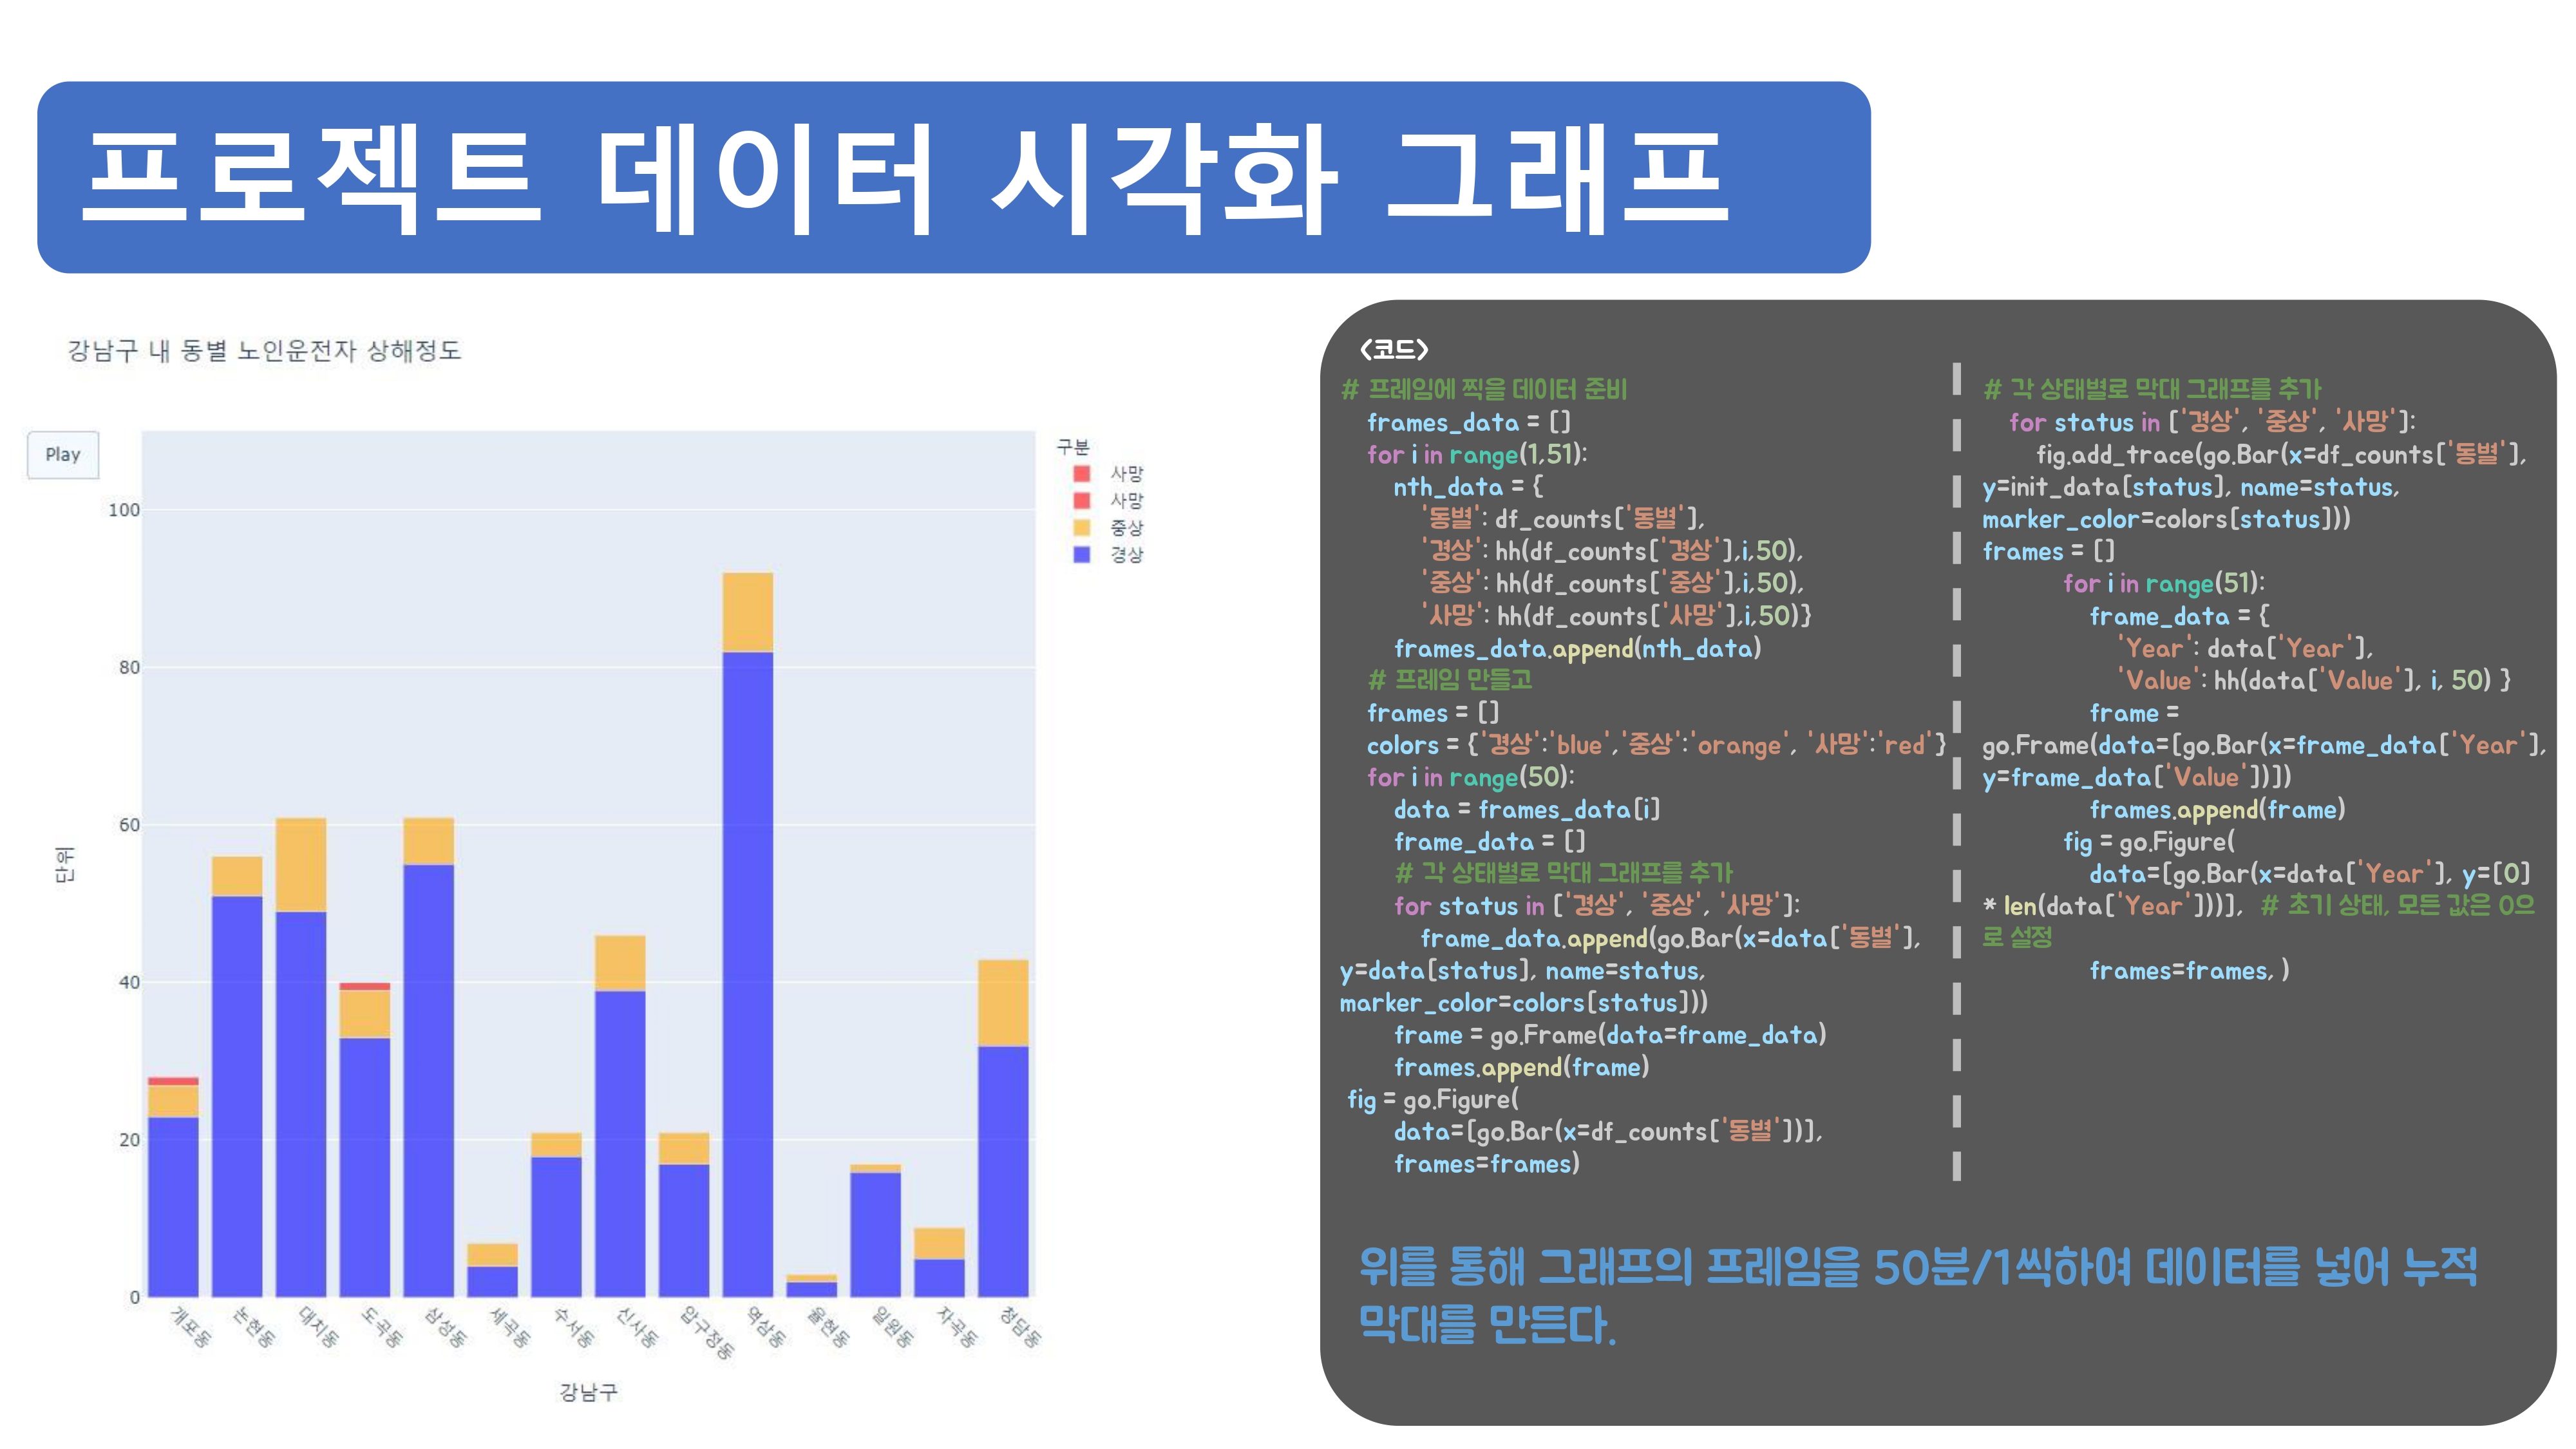 프로젝트 데이터 시각화 그래프
강남구 내 동별 노인운전자 상해정도
Play
구분
사망
사망
중상
경상
단위
100
80
60
40
20
0
개포동
논현동
대치동
도곡동
삼성동
세곡동
수서동
신사동
압구정동
역삼동
율현동
일원동
자곡동
청담동
강남구
<코드>
# 프레임에 찍을 데이터 준비
frames_data = []
for i in range(1,51):
nth_data = {
'동별': df_counts['동별'],
'경상': hh(df_counts['경상'],i,50),
'중상': hh(df_counts['중상'],i,50),
'사망': hh(df_counts['사망'],i,50)}
frames_data.append(nth_data)
# 프레임 만들고
frames = []
colors = {'경상':'blue','중상':'orange', '사망':'red'}
for i in range(50):
data = frames_data[i]
frame_data = []
# 각 상태별로 막대 그래프를 추가
for status in ['경상', '중상', '사망']:
frame_data.append(go.Bar(x=data['동별'],
y=data[status], name=status,
marker_color=colors[status]))
frame = go.Frame(data=frame_data)
frames.append(frame)
fig = go.Figure(
data=[go.Bar(x=df_counts['동별'])],
frames=frames)
# 각 상태별로 막대 그래프를 추가
for status in ['경상', '중상', '사망']:
fig.add_trace(go.Bar(x=df_counts['동별'],
y=init_data[status], name=status,
marker_color=colors[status]))
frames = []
for i in range(51):
frame_data = {
'Year': data['Year'],
'Value': hh(data['Value'], i, 50) }
frame =
go.Frame(data=[go.Bar(x=frame_data['Year'],
y=frame_data['Value'])])
frames.append(frame)
fig = go.Figure(
data=[go.Bar(x=data['Year'], y=[0]
* len(data['Year']))], # 초기 상태, 모든 값은 0으
로 설정
frames=frames, )
위를 통해 그래프의 프레임을 50분/1씩하여 데이터를 넣어 누적
막대를 만든다.